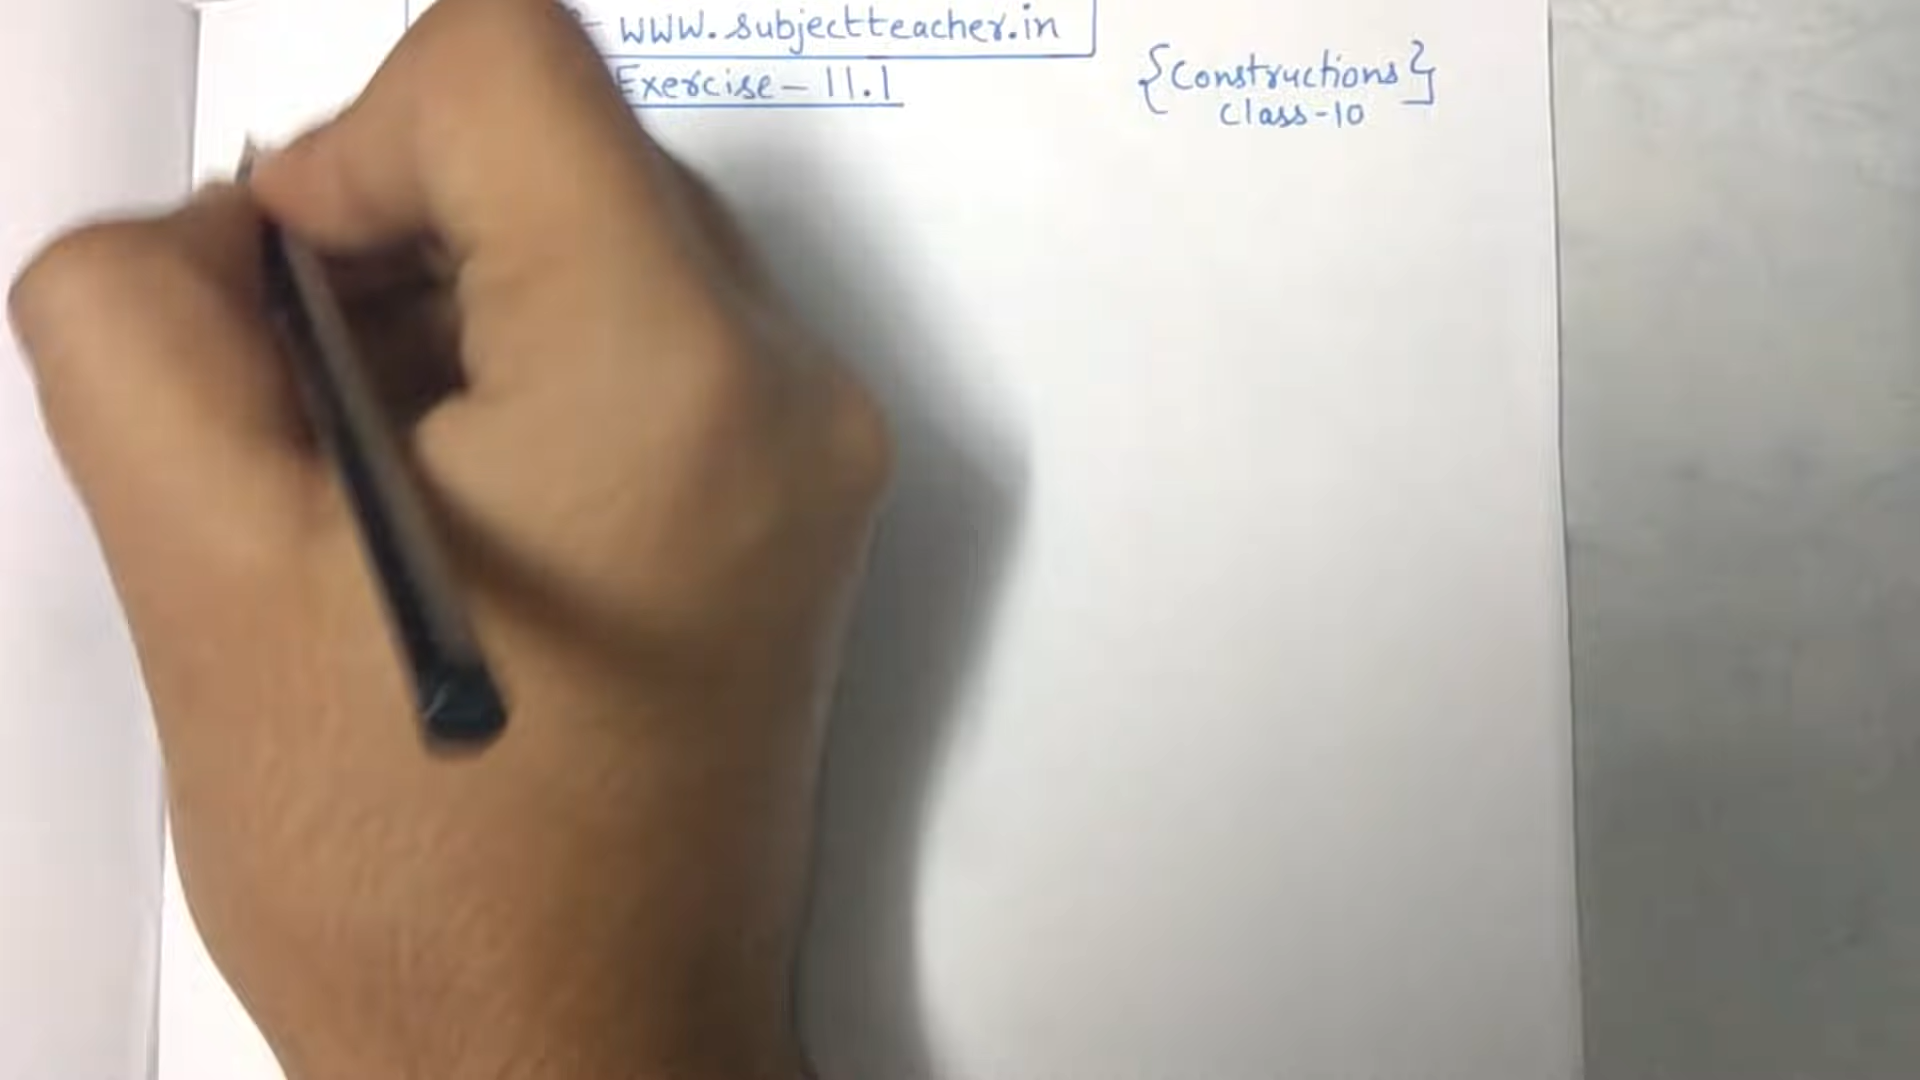 www.subjectteacher.in
Exercise - 11.1
{Constructions}
Class-10